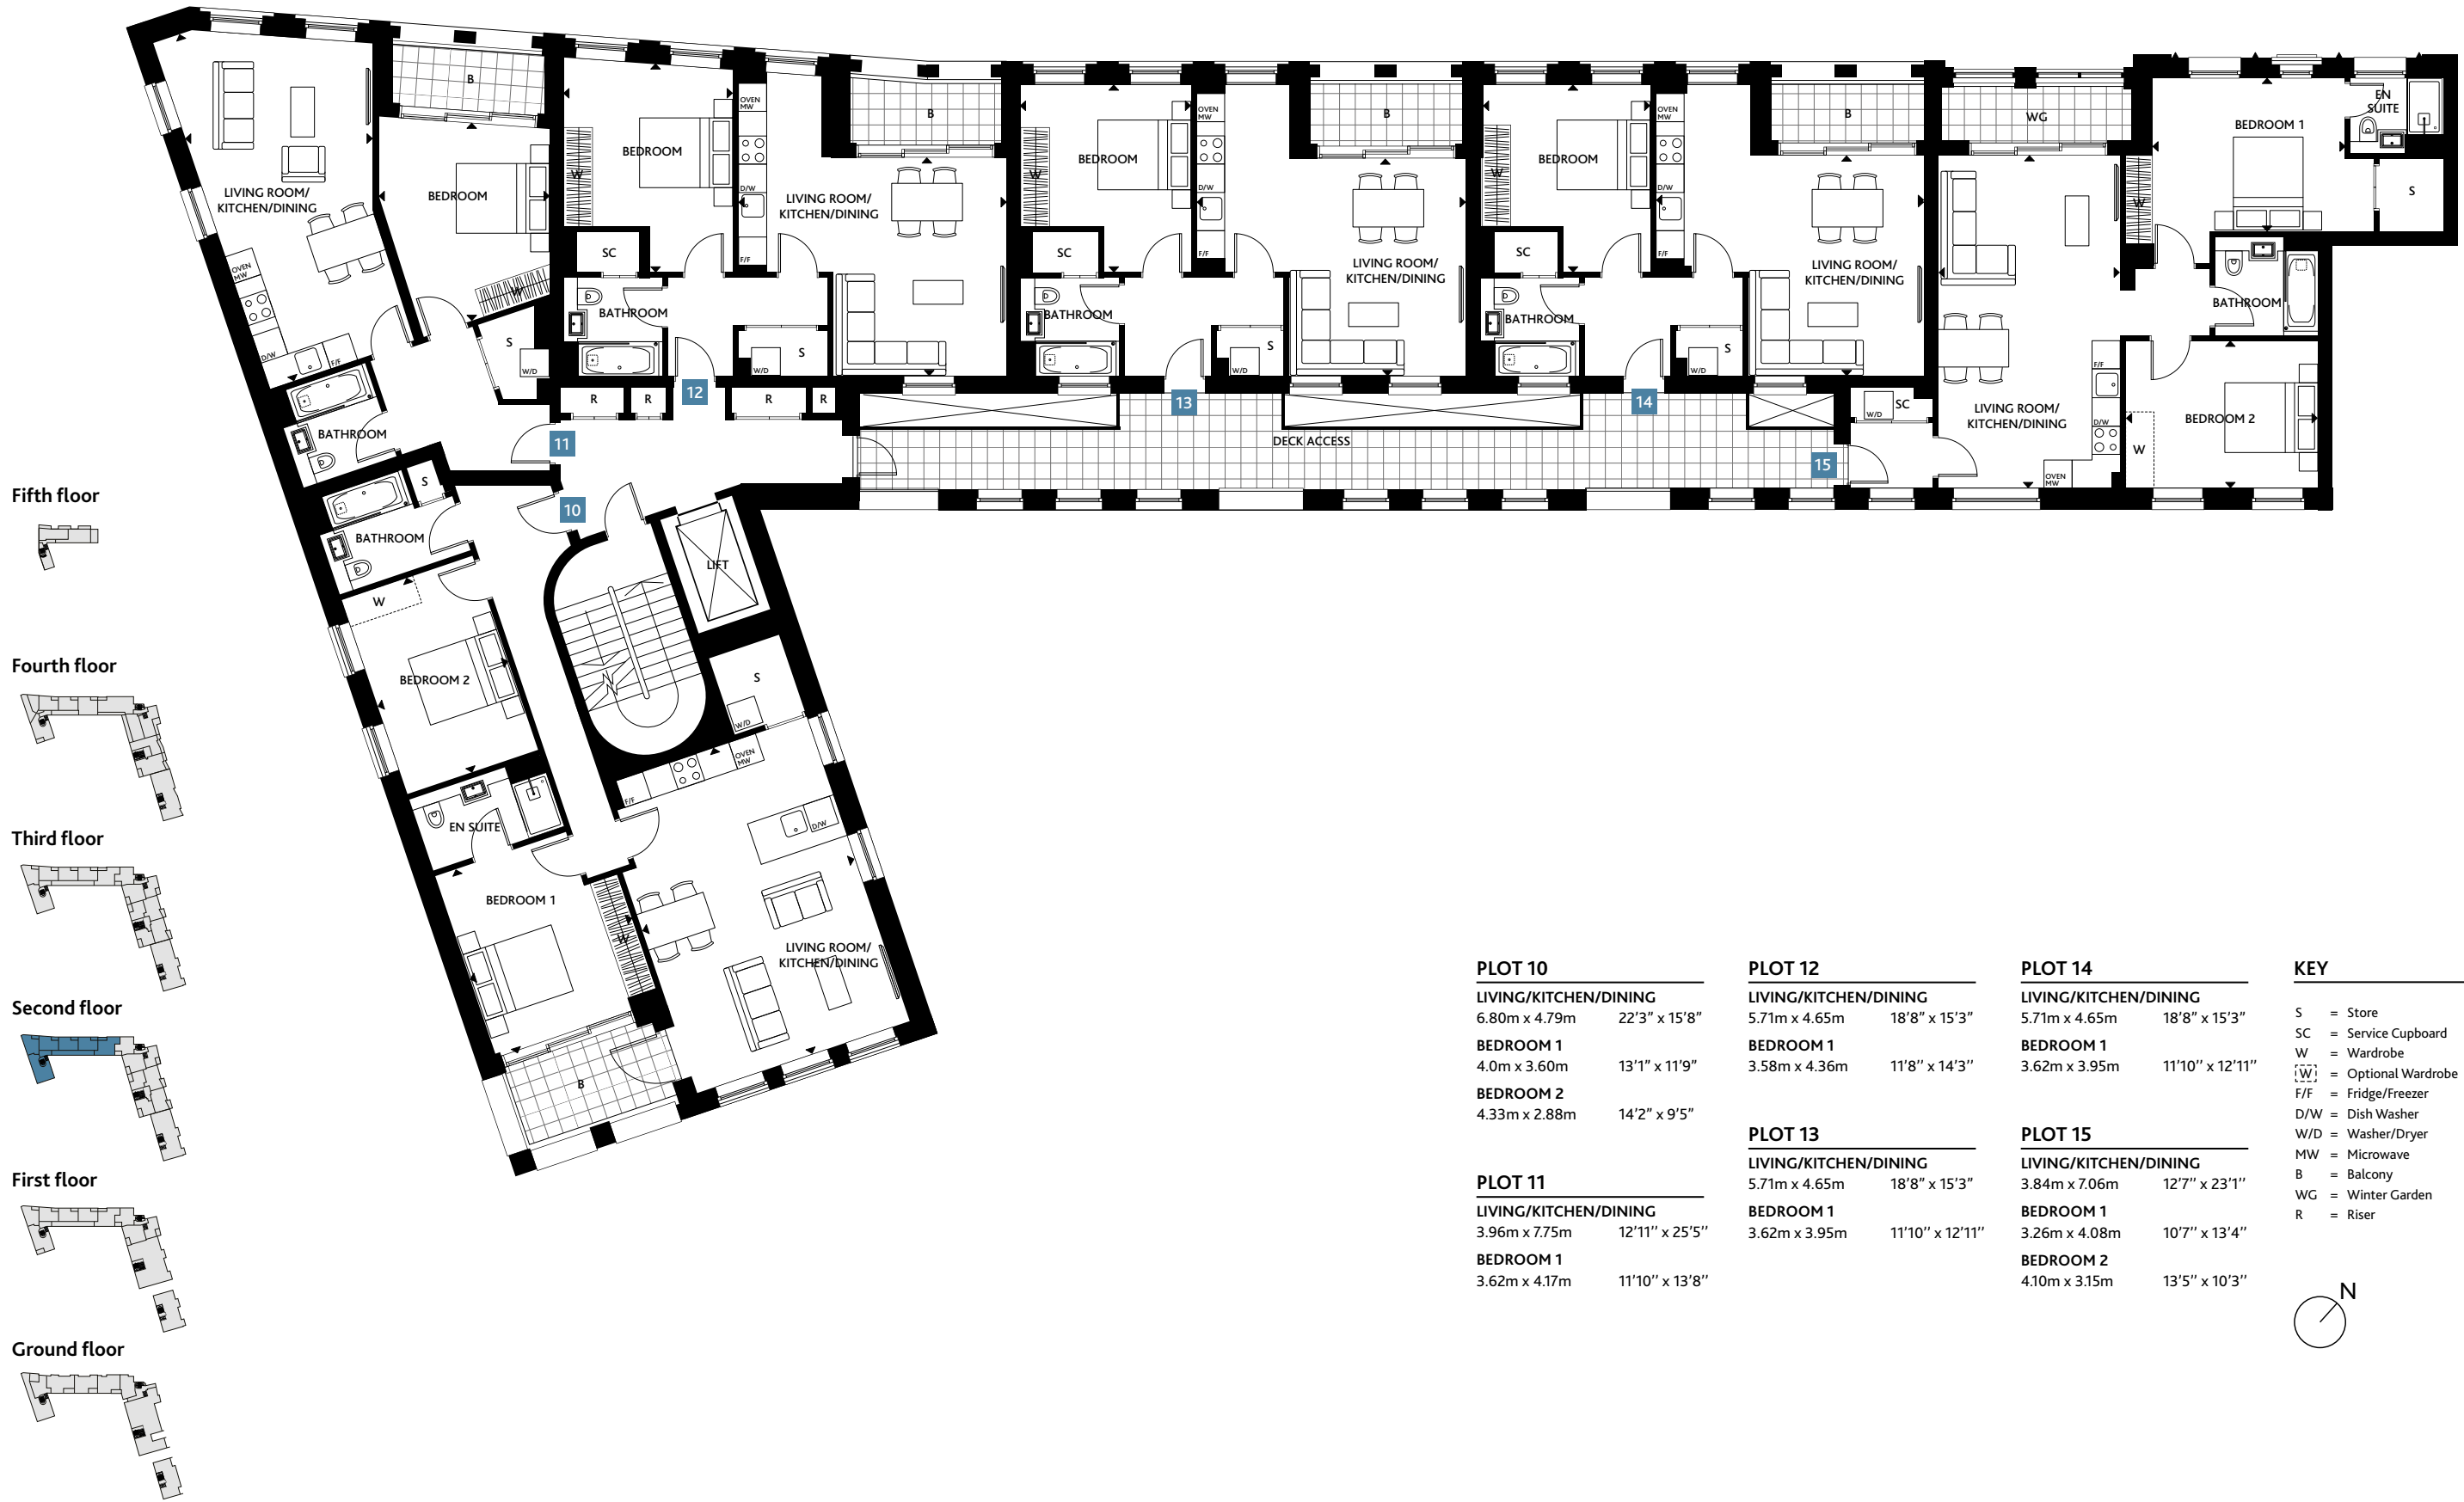 B
BEDROOM
LIVING ROOM/
KITCHEN/DINING
OVEN
MW
D/W
F/F
W
S
W/D
BATHROOM
BEDROOM
W
SC
BATHROOM
OVEN
MW
D/W
F/F
LIVING ROOM/
KITCHEN/DINING
B
S
W/D
BEDROOM
W
SC
BATHROOM
OVEN
MW
D/W
F/F
B
LIVING ROOM/
KITCHEN/DINING
S
W/D
BEDROOM
W
SC
BATHROOM
OVEN
MW
D/W
F/F
B
LIVING ROOM/
KITCHEN/DINING
S
W/D
WG
BEDROOM 1
EN
SUITE
S
W
BATHROOM
F/F
D/W
OVEN
MW
LIVING ROOM/
KITCHEN/DINING
BEDROOM 2
W
SC
W/D
R
R
R
R
12
11
13
14
15
10
DECK ACCESS
S
BATHROOM
LIFT
W
BEDROOM 2
S
W/D
OVEN
MW
F/F
D/W
EN SUITE
BEDROOM 1
W
LIVING ROOM/
KITCHEN/DINING
B
Fifth floor
Fourth floor
Third floor
Second floor
First floor
Ground floor
PLOT 10
LIVING/KITCHEN/DINING
6.80m x 4.79m 22’3” x 15’8”
BEDROOM 1
4.0m x 3.60m 13’1” x 11’9”
BEDROOM 2
4.33m x 2.88m 14’2” x 9’5”
PLOT 11
LIVING/KITCHEN/DINING
3.96m x 7.75m 12’11’’ x 25’5’’
BEDROOM 1
3.62m x 4.17m 11’10’’ x 13’8’’
PLOT 12
LIVING/KITCHEN/DINING
5.71m x 4.65m 18’8” x 15’3”
BEDROOM 1
3.58m x 4.36m 11’8’’ x 14’3’’
PLOT 13
LIVING/KITCHEN/DINING
5.71m x 4.65m 18’8” x 15’3”
BEDROOM 1
3.62m x 3.95m 11’10’’ x 12’11’’
PLOT 14
LIVING/KITCHEN/DINING
5.71m x 4.65m 18’8” x 15’3”
BEDROOM 1
3.62m x 3.95m 11’10’’ x 12’11’’
PLOT 15
LIVING/KITCHEN/DINING
3.84m x 7.06m 12’7’’ x 23’1’’
BEDROOM 1
3.26m x 4.08m 10’7’’ x 13’4’’
BEDROOM 2
4.10m x 3.15m 13’5’’ x 10’3’’
KEY
S = Store
SC = Service Cupboard
W = Wardrobe
W = Optional Wardrobe
F/F = Fridge/Freezer
D/W = Dish Washer
W/D = Washer/Dryer
MW = Microwave
B = Balcony
WG = Winter Garden
R = Riser
N